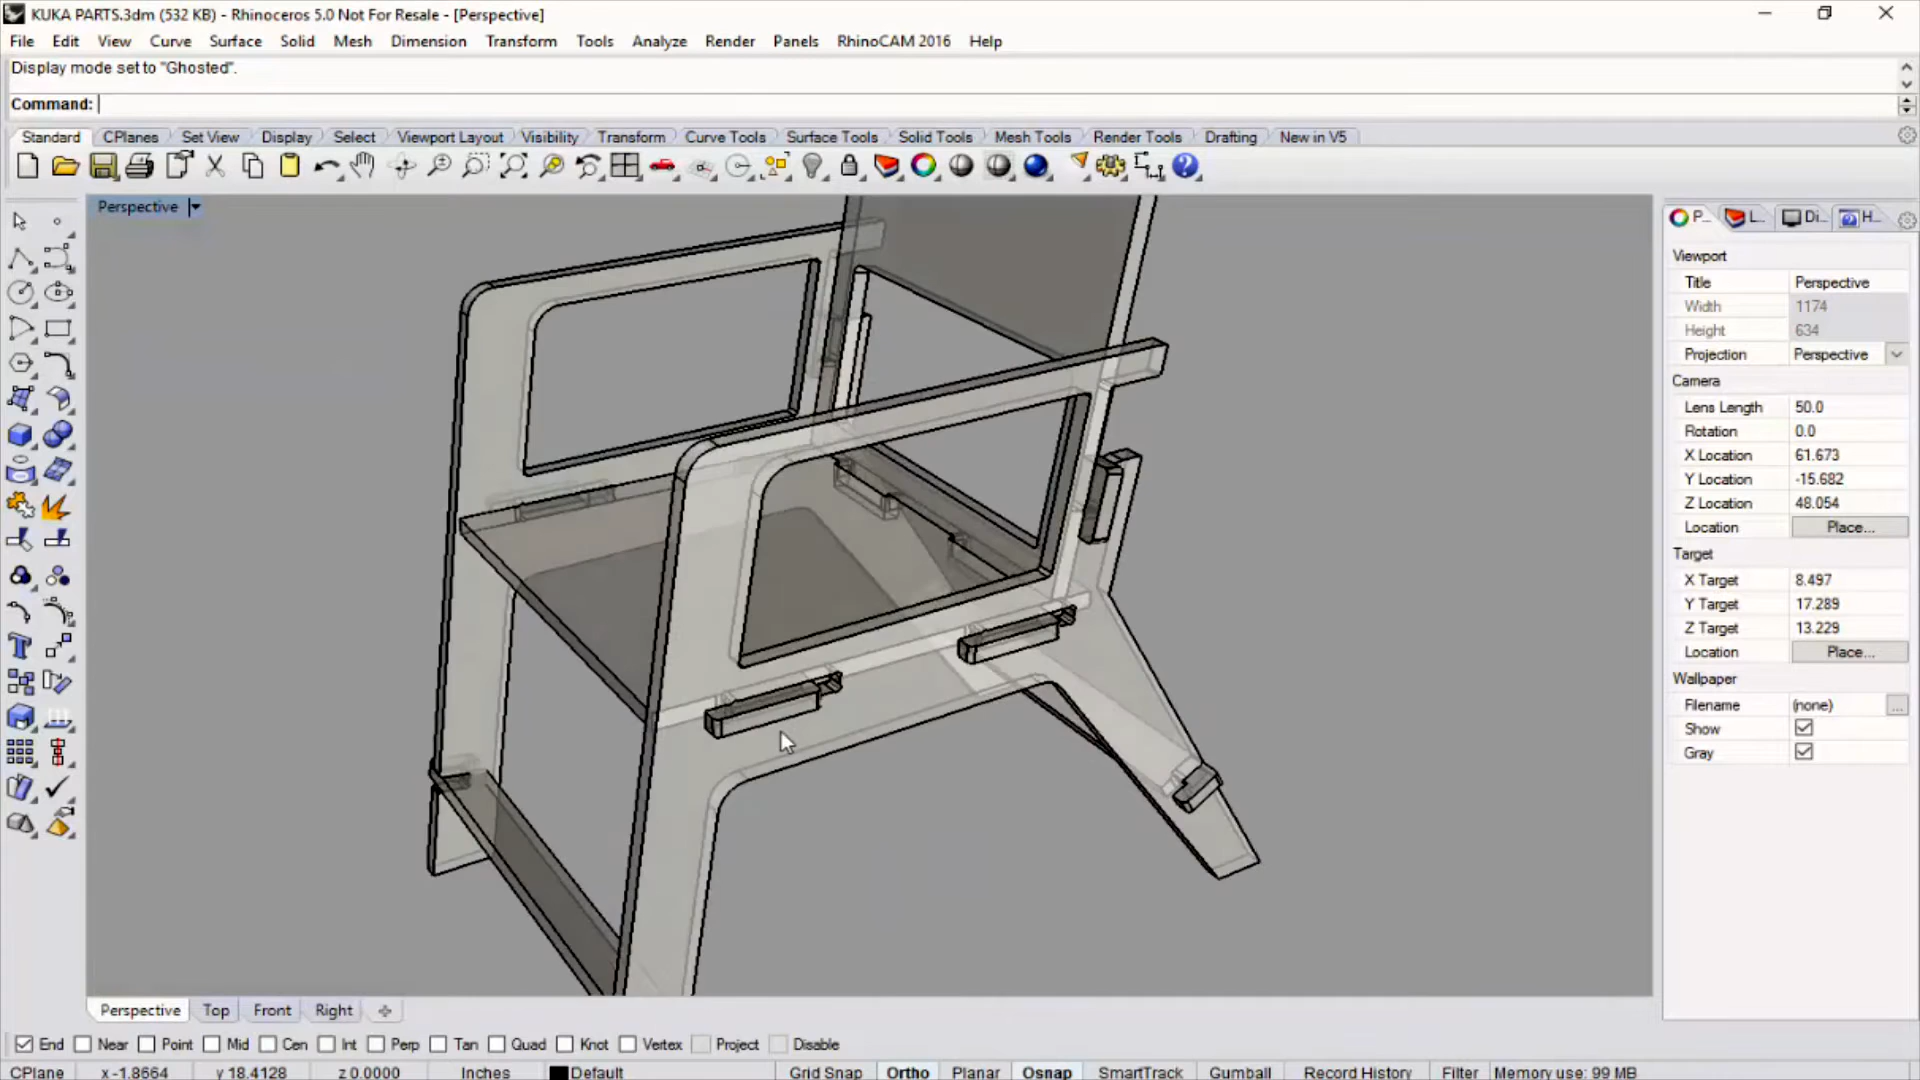 KUKA PARTS.3dm (532 KB) - Rhinoceros 5.0 Not For Resale - [Perspective]
File Edit View Curve Surface Solid Mesh Dimension Transform Tools Analyze Render Panels RhinoCAM 2016 Help
Display mode set to "Ghosted".
Command:
Standard CPlanes Set View Display Select Viewport Layout Visibility Transform Curve Tools Surface Tools Solid Tools Mesh Tools Render Tools Drafting New in V5
Perspective
P... L... Di... H...
Viewport
Title Perspective
Width 1174
Height 634
Projection Perspective
Camera
Lens Length 50.0
Rotation 0.0
X Location 61.673
Y Location -15.682
Z Location 48.054
Location Place...
Target
X Target 8.497
Y Target 17.289
Z Target 13.229
Location Place...
Wallpaper
Filename (none) ...
Show
Gray
Perspective Top Front Right
End Near Point Mid Cen Int Perp Tan Quad Knot Vertex Project Disable
CPlane x -1.8664 y 18.4128 z 0.0000 Inches Default Grid Snap Ortho Planar Osnap SmartTrack Gumball Record History Filter Memory use: 99 MB